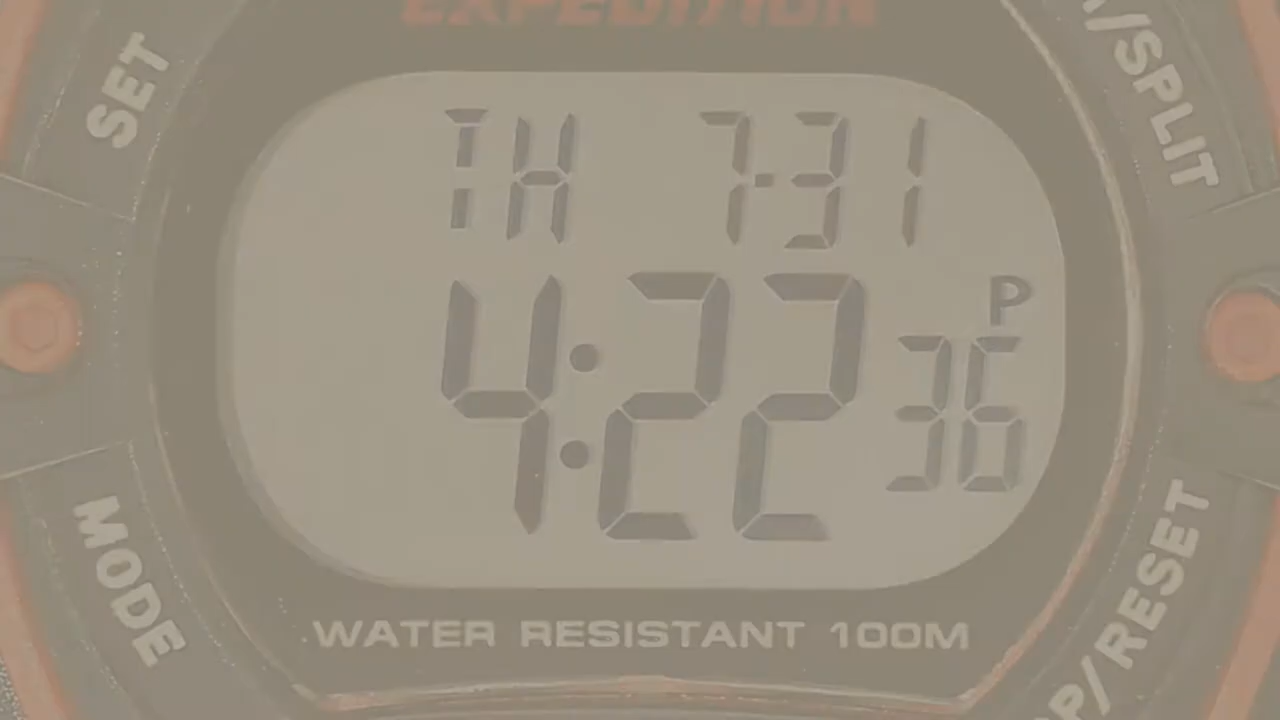 EXPEDITION
SET
/SPLIT
TH 7-31
4:22 36 P
MODE
P/RESET
WATER RESISTANT 100M